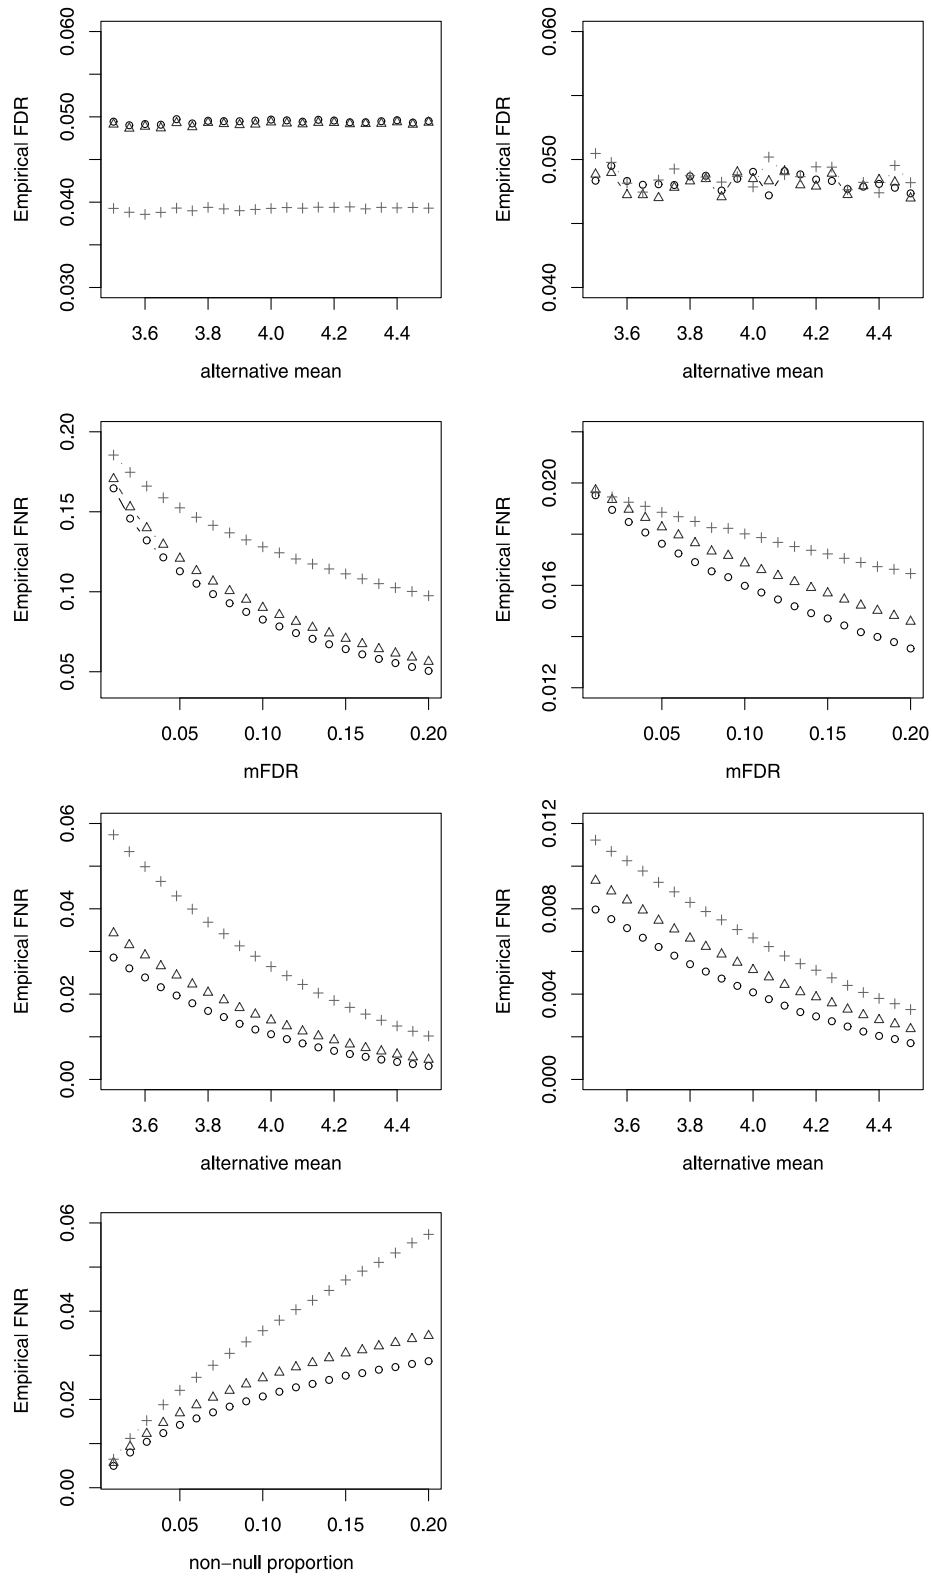 Empirical FDR
0.030 0.040 0.050 0.060
3.6 3.8 4.0 4.2 4.4
alternative mean
Empirical FDR
0.040 0.050 0.060
3.6 3.8 4.0 4.2 4.4
alternative mean
Empirical FNR
0.05 0.10 0.15 0.20
0.05 0.10 0.15 0.20
mFDR
Empirical FNR
0.012 0.016 0.020
0.05 0.10 0.15 0.20
mFDR
Empirical FNR
0.00 0.02 0.04 0.06
3.6 3.8 4.0 4.2 4.4
alternative mean
Empirical FNR
0.000 0.004 0.008 0.012
3.6 3.8 4.0 4.2 4.4
alternative mean
Empirical FNR
0.00 0.02 0.04 0.06
0.05 0.10 0.15 0.20
non−null proportion